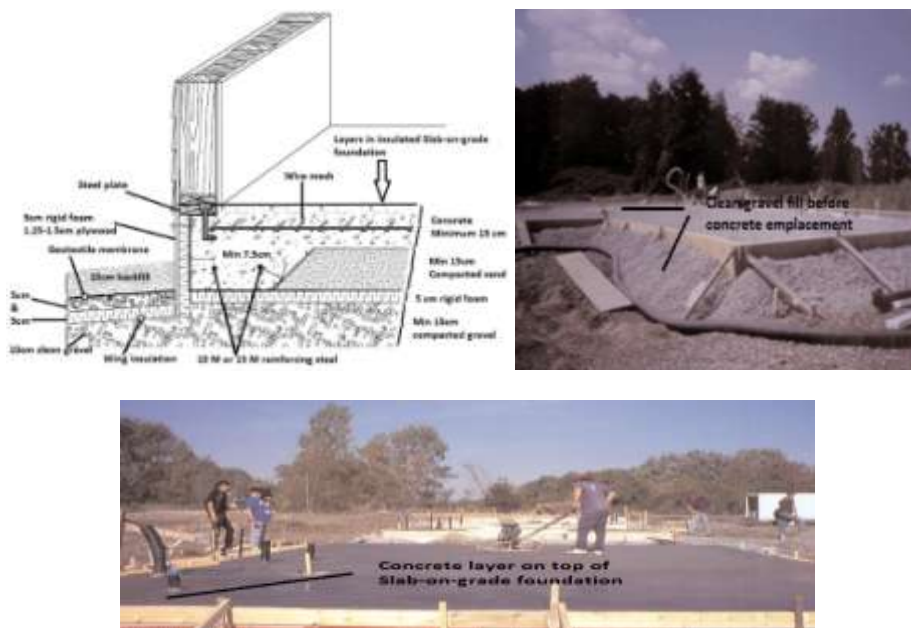 Layers in insulated Slab-on-grade
foundation
Wire mesh
Steel plate
5cm rigid foam
1.25-1.5cm plywood
Geotextile membrane
Concrete
Minimum 15 cm
Min 7.5cm
Min 15cm
Compacted sand
backfill
5 cm rigid foam
5cm
&
Min 15cm
compacted gravel
clean gravel
Wing insulation
10 M or 15 M reinforcing steel
Clean gravel fill before
concrete emplacement
Concrete layer on top of
Slab-on-grade foundation